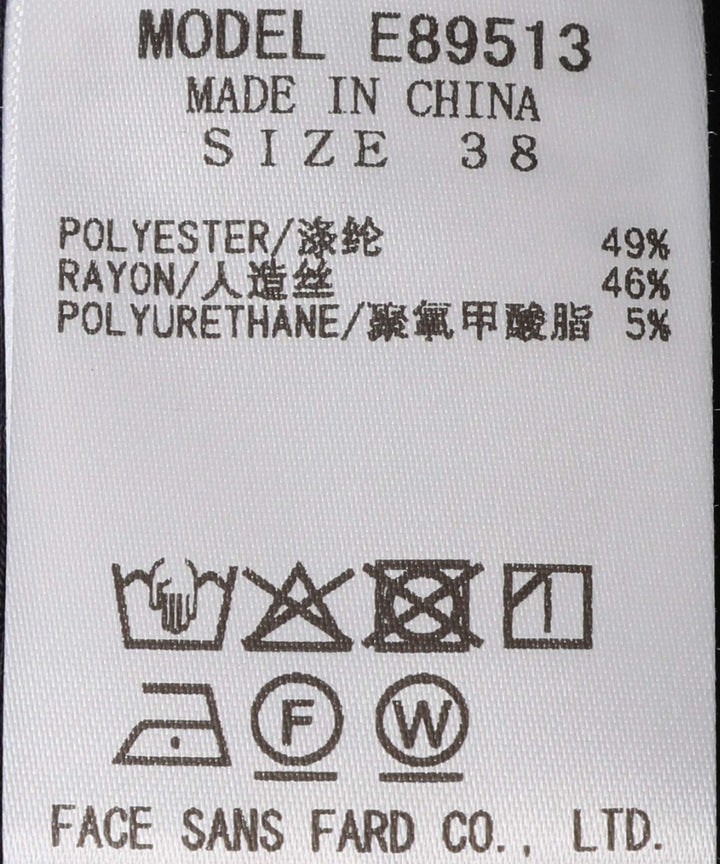 MODEL E89513
MADE IN CHINA
SIZE 38
POLYESTER/涤纶 49%
RAYON/人造丝 46%
POLYURETHANE/聚氰甲酸脂 5%
F W
FACE SANS FARD CO., LTD.